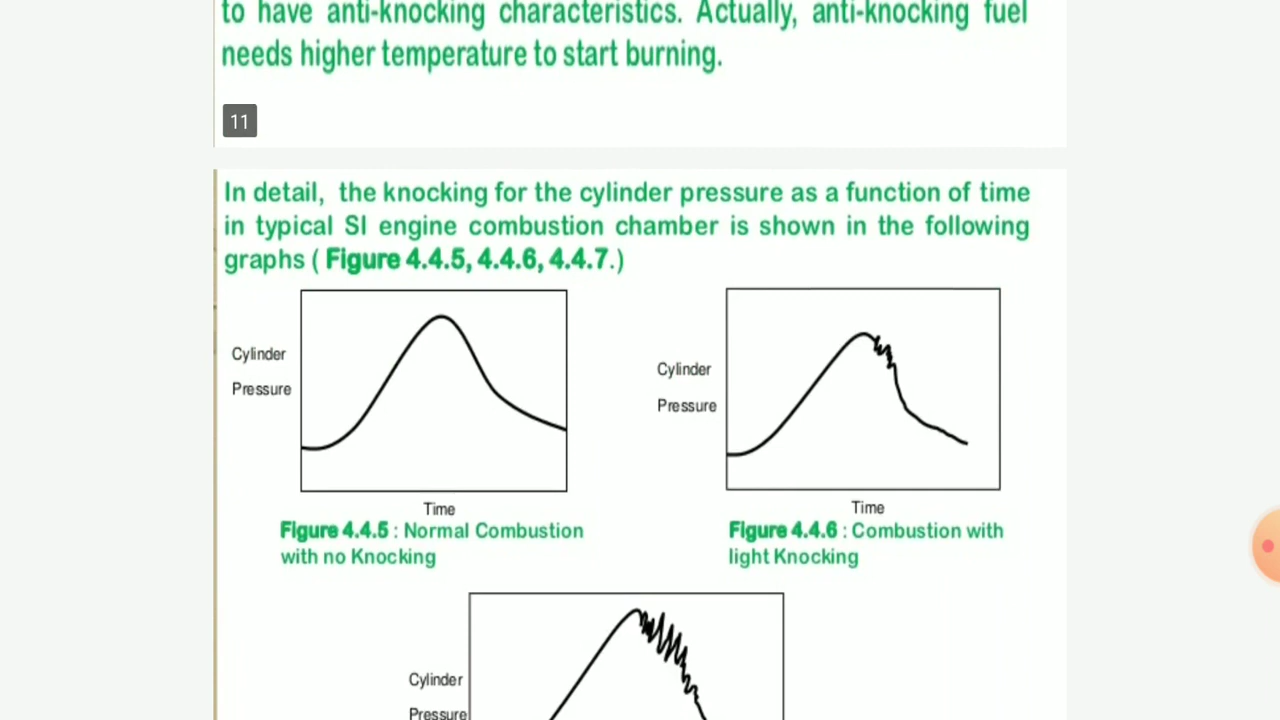 to have anti-knocking characteristics. Actually, anti-knocking fuel
needs higher temperature to start burning.
11
In detail, the knocking for the cylinder pressure as a function of time
in typical SI engine combustion chamber is shown in the following
graphs ( Figure 4.4.5, 4.4.6, 4.4.7.)
Cylinder
Pressure
Time
Figure 4.4.5 : Normal Combustion
with no Knocking
Cylinder
Pressure
Time
Figure 4.4.6 : Combustion with
light Knocking
Cylinder
Pressure